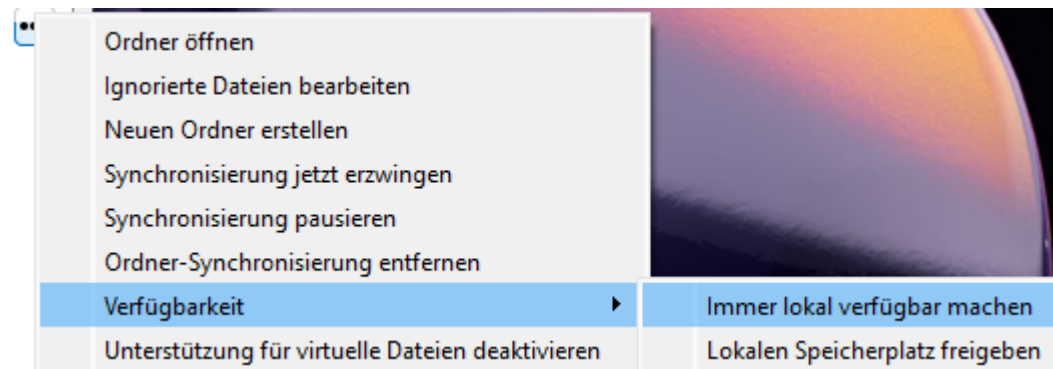 Ordner öffnen
Ignorierte Dateien bearbeiten
Neuen Ordner erstellen
Synchronisierung jetzt erzwingen
Synchronisierung pausieren
Ordner-Synchronisierung entfernen
Verfügbarkeit
Immer lokal verfügbar machen
Unterstützung für virtuelle Dateien deaktivieren
Lokalen Speicherplatz freigeben